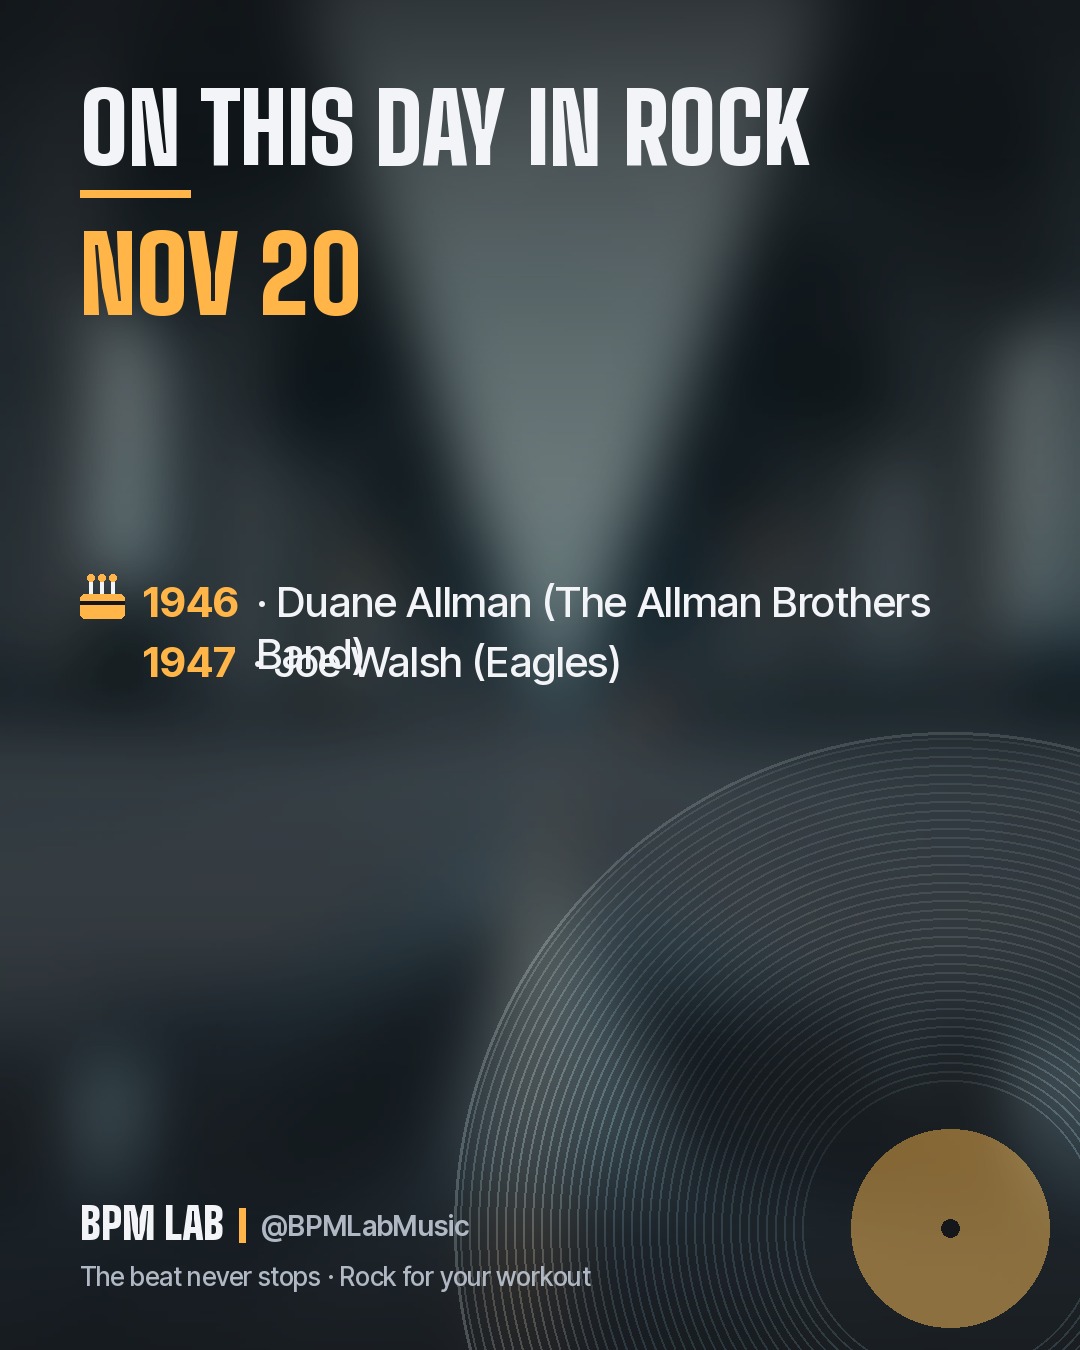 ON THIS DAY IN ROCK
NOV 20
1946 · Duane Allman (The Allman Brothers
Band)
1947 · Joe Walsh (Eagles)
BPM LAB | @BPMLabMusic
The beat never stops · Rock for your workout